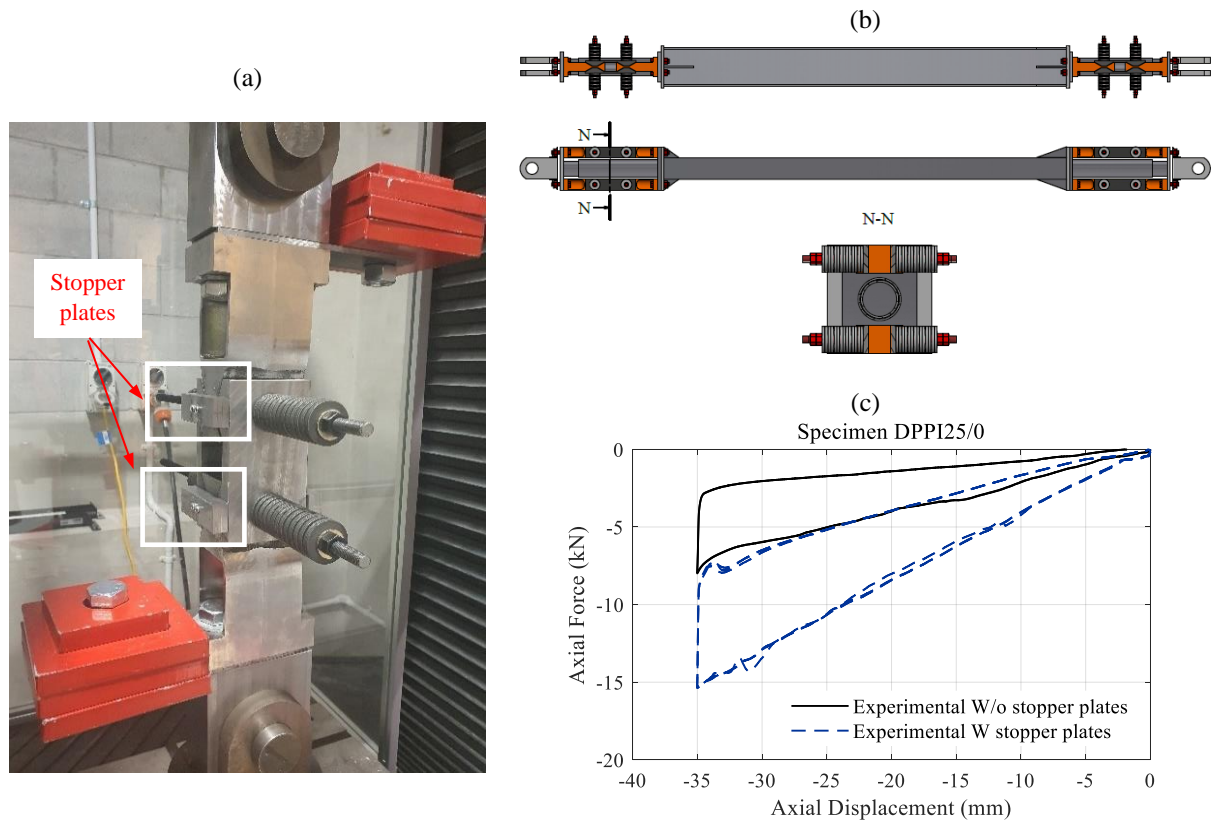 (a)
Stopper
plates
(b)
N
N
N-N
(c)
Specimen DPPI25/0
Axial Force (kN)
0
-5
-10
-15
-20
Experimental W/o stopper plates
Experimental W stopper plates
-40 -35 -30 -25 -20 -15 -10 -5 0
Axial Displacement (mm)